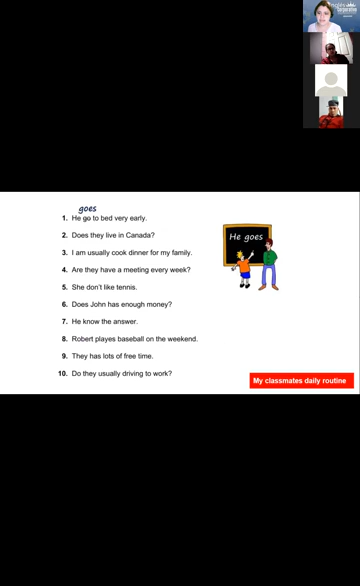 Inglés
corporativo
goes
1. He go to bed very early.
2. Does they live in Canada?
3. I am usually cook dinner for my family.
4. Are they have a meeting every week?
5. She don't like tennis.
6. Does John has enough money?
7. He know the answer.
8. Robert playes baseball on the weekend.
9. They has lots of free time.
10. Do they usually driving to work?
He goes
My classmates daily routine